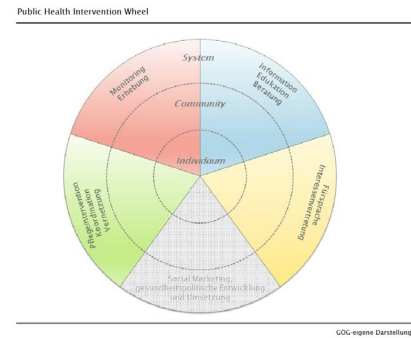 Public Health Intervention Wheel
System
Community
Individuum
Monitoring
Erhebung
Information
Edukation
Beratung
Fürsprache
Interessenvertretung
Social Marketing,
gesundheitspolitische Entwicklung
und Umsetzung
Pflegeintervention
Koordination
Vernetzung
GÖG-eigene Darstellung